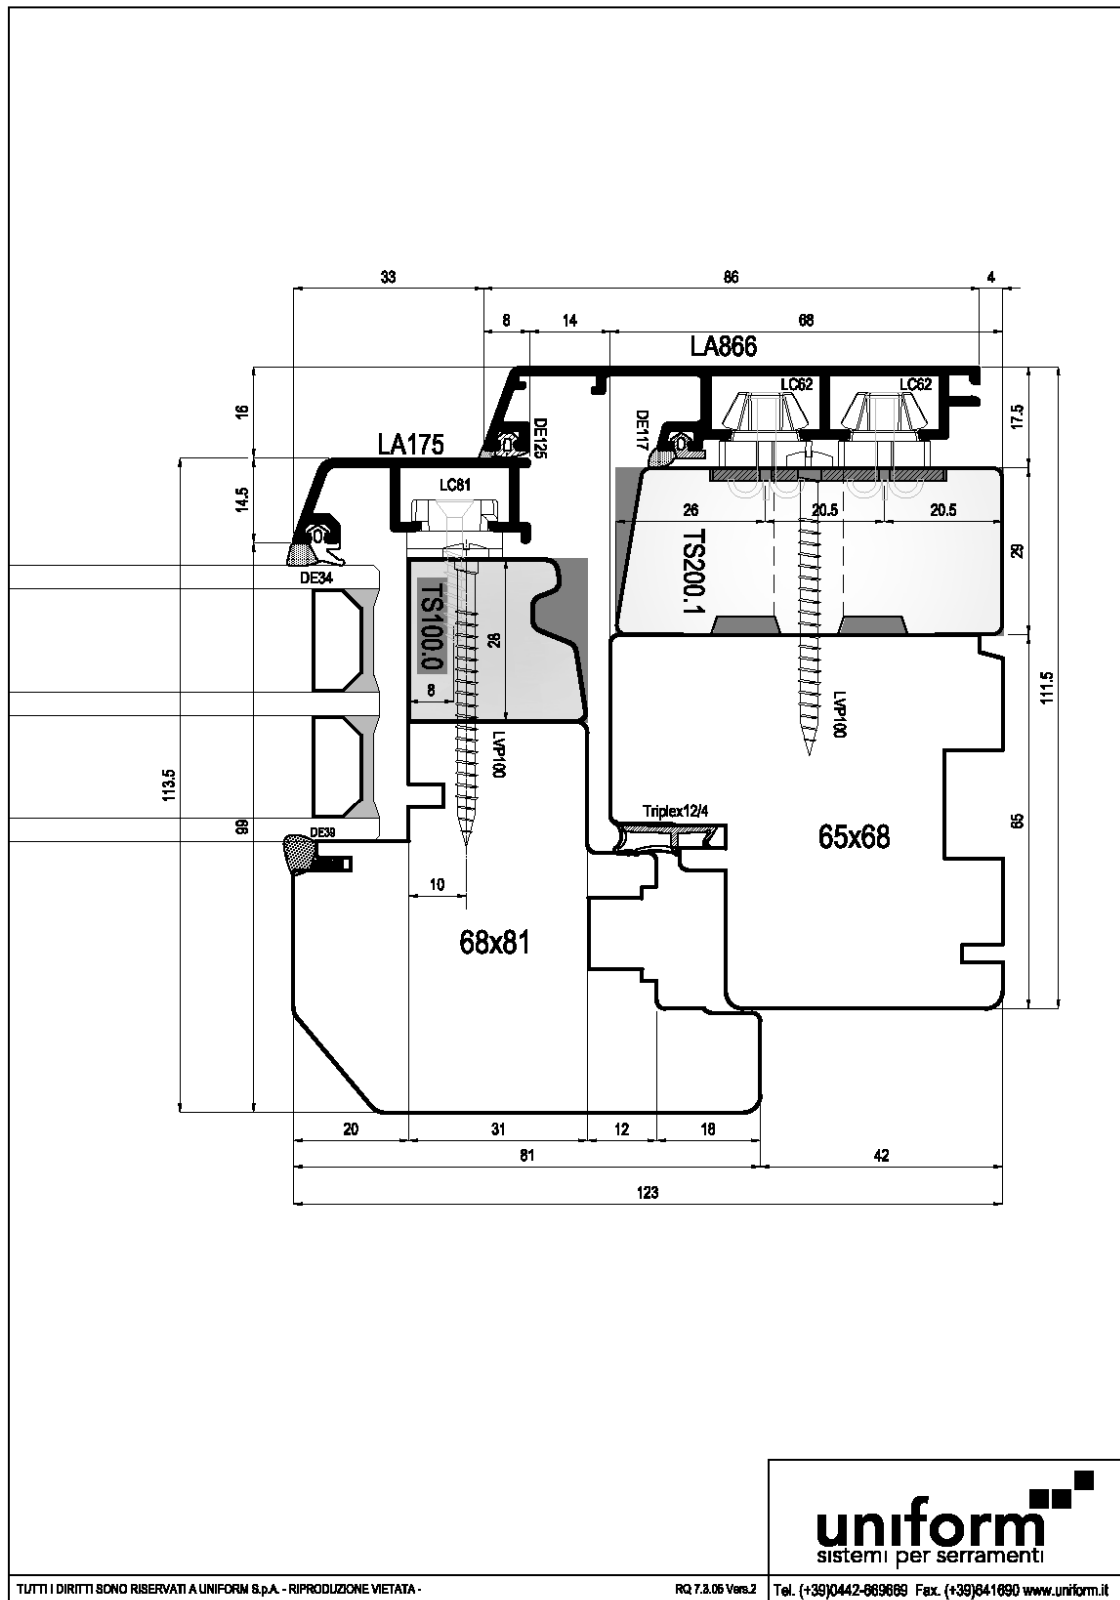 33
86
4
8
14
68
LA866
LC62
LC62
16
17.5
DE125
DE117
LA175
LC81
14.5
26
20.5
20.5
DE34
TS100.0
28
TS200.1
29
8
LVP100
LVP100
111.5
113.5
99
Triplex12/4
65x68
65
DE39
10
68x81
20
31
12
18
81
42
123
uniform
sistemi per serramenti
TUTTI I DIRITTI SONO RISERVATI A UNIFORM S.p.A. - RIPRODUZIONE VIETATA -
RQ 7.3.05 Vers.2
Tel. (+39)0442-669669 Fax. (+39)641690 www.uniform.it